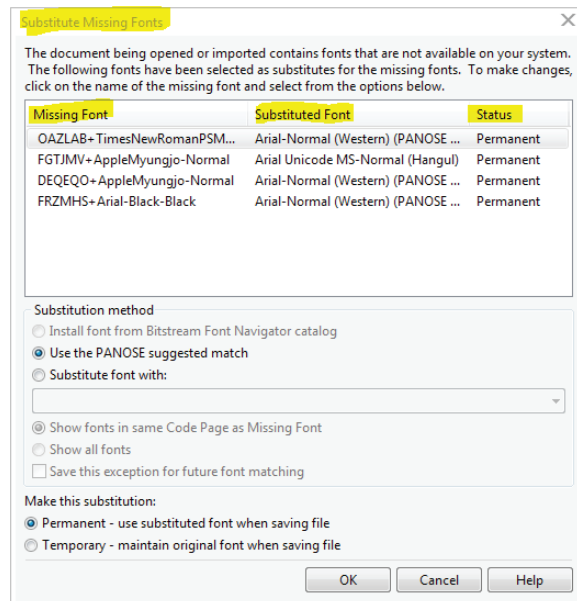 Substitute Missing Fonts
The document being opened or imported contains fonts that are not available on your system.
The following fonts have been selected as substitutes for the missing fonts. To make changes,
click on the name of the missing font and select from the options below.
Missing Font Substituted Font Status
OAZLAB+TimesNewRomanPSM... Arial-Normal (Western) (PANOSE ... Permanent
FGTJMV+AppleMyungjo-Normal Arial Unicode MS-Normal (Hangul) Permanent
DEQEQO+AppleMyungjo-Normal Arial-Normal (Western) (PANOSE ... Permanent
FRZMHS+Arial-Black-Black Arial-Normal (Western) (PANOSE ... Permanent
Substitution method
Install font from Bitstream Font Navigator catalog
Use the PANOSE suggested match
Substitute font with:
Show fonts in same Code Page as Missing Font
Show all fonts
Save this exception for future font matching
Make this substitution:
Permanent - use substituted font when saving file
Temporary - maintain original font when saving file
OK Cancel Help